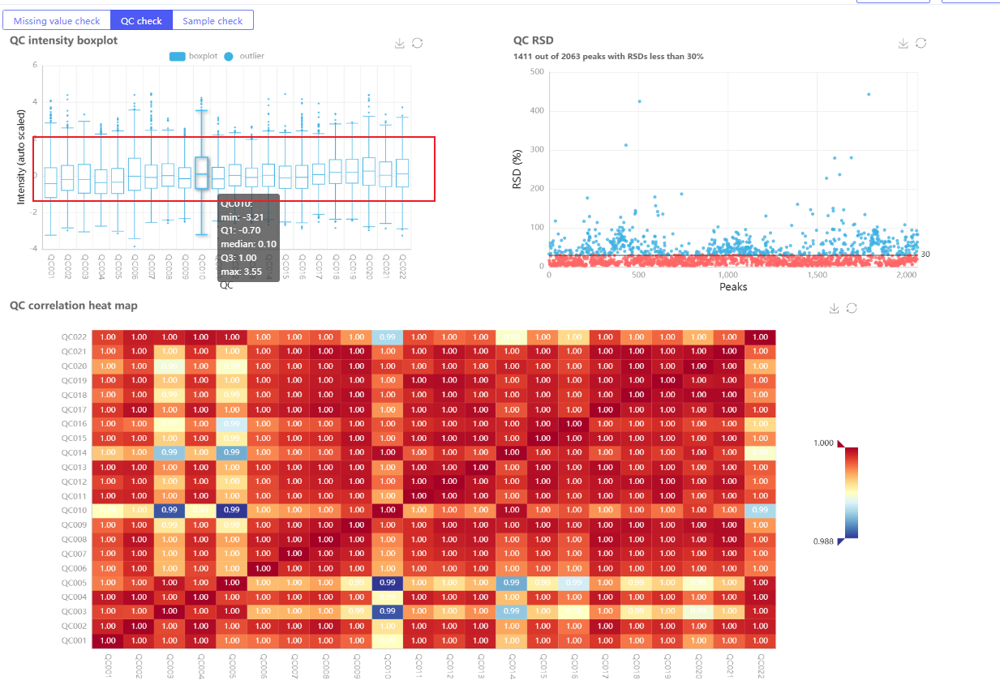 Missing value check
QC check
Sample check
QC intensity boxplot
boxplot
outlier
Intensity (auto scaled)
6
4
2
0
-2
-4
QC010:
min: -3.21
Q1: -0.70
median: 0.10
Q3: 1.00
max: 3.55
QC001 QC002 QC003 QC004 QC005 QC006 QC007 QC008 QC009 QC010 QC015 QC016 QC017 QC018 QC019 QC020 QC021 QC022
QC
QC RSD
1411 out of 2063 peaks with RSDs less than 30%
RSD (%)
500
400
300
200
100
0
30
0 500 1,000 1,500 2,000
Peaks
QC correlation heat map
QC022 1.00 1.00 1.00 1.00 1.00 1.00 1.00 1.00 1.00 0.99 1.00 1.00 1.00 1.00 1.00 1.00 1.00 1.00 1.00 1.00 1.00
QC021 1.00 1.00 1.00 1.00 1.00 1.00 1.00 1.00 1.00 1.00 1.00 1.00 1.00 1.00 1.00 1.00 1.00 1.00 1.00 1.00 1.00 1.00
QC020 1.00 1.00 0.99 1.00 0.99 1.00 1.00 1.00 1.00 1.00 1.00 1.00 1.00 1.00 1.00 1.00 1.00 1.00 1.00 1.00 1.00 1.00
QC019 1.00 1.00 1.00 1.00 1.00 1.00 1.00 1.00 1.00 1.00 1.00 1.00 1.00 1.00 1.00 1.00 1.00 1.00 1.00 1.00 1.00 1.00
QC018 1.00 1.00 0.99 1.00 0.99 1.00 1.00 1.00 1.00 1.00 1.00 1.00 1.00 1.00 1.00 1.00 1.00 1.00 1.00 1.00 1.00 1.00
QC017 1.00 1.00 1.00 1.00 1.00 1.00 1.00 1.00 1.00 1.00 1.00 1.00 1.00 1.00 1.00 1.00 1.00 1.00 1.00 1.00 1.00 1.00
QC016 1.00 1.00 1.00 0.99 1.00 1.00 1.00 1.00 1.00 1.00 1.00 1.00 1.00 1.00 1.00 1.00 1.00 1.00 1.00 1.00 1.00
QC015 1.00 1.00 1.00 1.00 0.99 1.00 1.00 1.00 1.00 1.00 1.00 1.00 1.00 1.00 1.00 1.00 1.00 1.00 1.00 1.00 1.00 1.00
QC014 1.00 1.00 0.99 1.00 0.99 1.00 1.00 1.00 1.00 1.00 1.00 1.00 1.00 1.00 1.00 1.00 1.00 1.00 1.00 1.00 1.00
QC013 1.00 1.00 1.00 1.00 1.00 1.00 1.00 1.00 1.00 1.00 1.00 1.00 1.00 1.00 1.00 1.00 1.00 1.00 1.00 1.00 1.00 1.00
QC012 1.00 1.00 1.00 1.00 1.00 1.00 1.00 1.00 1.00 1.00 1.00 1.00 1.00 1.00 1.00 1.00 1.00 1.00 1.00 1.00 1.00 1.00
QC011 1.00 1.00 1.00 1.00 1.00 1.00 1.00 1.00 1.00 1.00 1.00 1.00 1.00 1.00 1.00 1.00 1.00 1.00 1.00 1.00 1.00 1.00
QC010 1.00 0.99 0.99 1.00 1.00 1.00 1.00 1.00 1.00 1.00 1.00 1.00 1.00 1.00 1.00 1.00 1.00 1.00 1.00 0.99
QC009 1.00 1.00 0.99 1.00 0.99 1.00 1.00 1.00 1.00 1.00 1.00 1.00 1.00 1.00 1.00 1.00 1.00 1.00 1.00 1.00 1.00 1.00
QC008 1.00 1.00 1.00 1.00 1.00 1.00 1.00 1.00 1.00 1.00 1.00 1.00 1.00 1.00 1.00 1.00 1.00 1.00 1.00 1.00 1.00 1.00
QC007 1.00 1.00 1.00 1.00 1.00 1.00 1.00 1.00 1.00 1.00 1.00 1.00 1.00 1.00 1.00 1.00 1.00 1.00 1.00 1.00 1.00 1.00
QC006 1.00 1.00 1.00 1.00 1.00 1.00 1.00 1.00 1.00 1.00 1.00 1.00 1.00 1.00 1.00 1.00 1.00 1.00 1.00 1.00 1.00 1.00
QC005 1.00 1.00 1.00 1.00 1.00 1.00 1.00 1.00 0.99 0.99 1.00 1.00 1.00 0.99 0.99 0.99 1.00 0.99 1.00 0.99 1.00 1.00
QC004 1.00 1.00 1.00 1.00 1.00 1.00 1.00 1.00 1.00 1.00 1.00 1.00 1.00 1.00 1.00 1.00 1.00 1.00 1.00 1.00 1.00
QC003 1.00 1.00 1.00 1.00 1.00 1.00 1.00 1.00 0.99 0.99 1.00 1.00 1.00 0.99 1.00 1.00 0.99 1.00 0.99 1.00 1.00
QC002 1.00 1.00 1.00 1.00 1.00 1.00 1.00 1.00 1.00 1.00 1.00 1.00 1.00 1.00 1.00 1.00 1.00 1.00 1.00 1.00 1.00 1.00
QC001 1.00 1.00 1.00 1.00 1.00 1.00 1.00 1.00 1.00 1.00 1.00 1.00 1.00 1.00 1.00 1.00 1.00 1.00 1.00 1.00 1.00
QC001 QC002 QC003 QC004 QC005 QC006 QC007 QC008 QC009 QC010 QC011 QC012 QC013 QC014 QC015 QC016 QC017 QC018 QC019 QC020 QC021 QC022
1.000
0.988